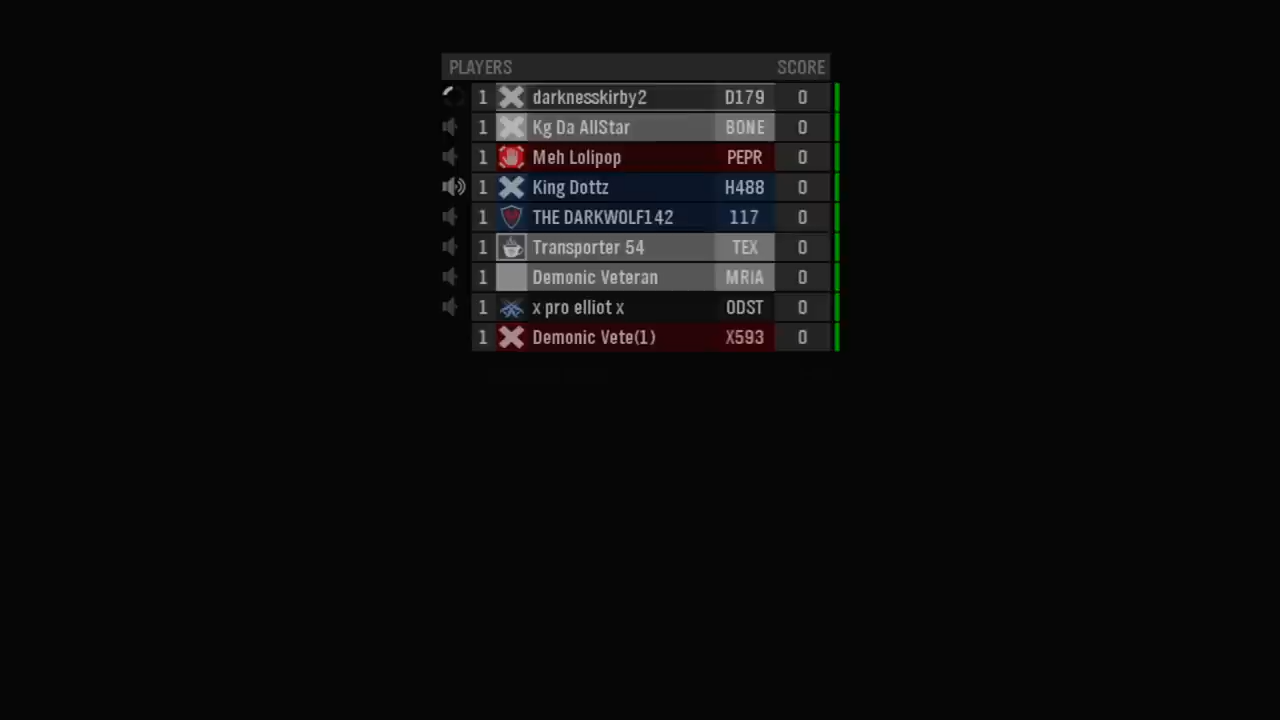 PLAYERS SCORE
1 darknesskirby2 D179 0
1 Kg Da AllStar BONE 0
1 Meh Lolipop PEPR 0
1 King Dottz H488 0
1 THE DARKWOLF142 117 0
1 Transporter 54 TEX 0
1 Demonic Veteran MRIA 0
1 x pro elliot x ODST 0
1 Demonic Vete(1) X593 0